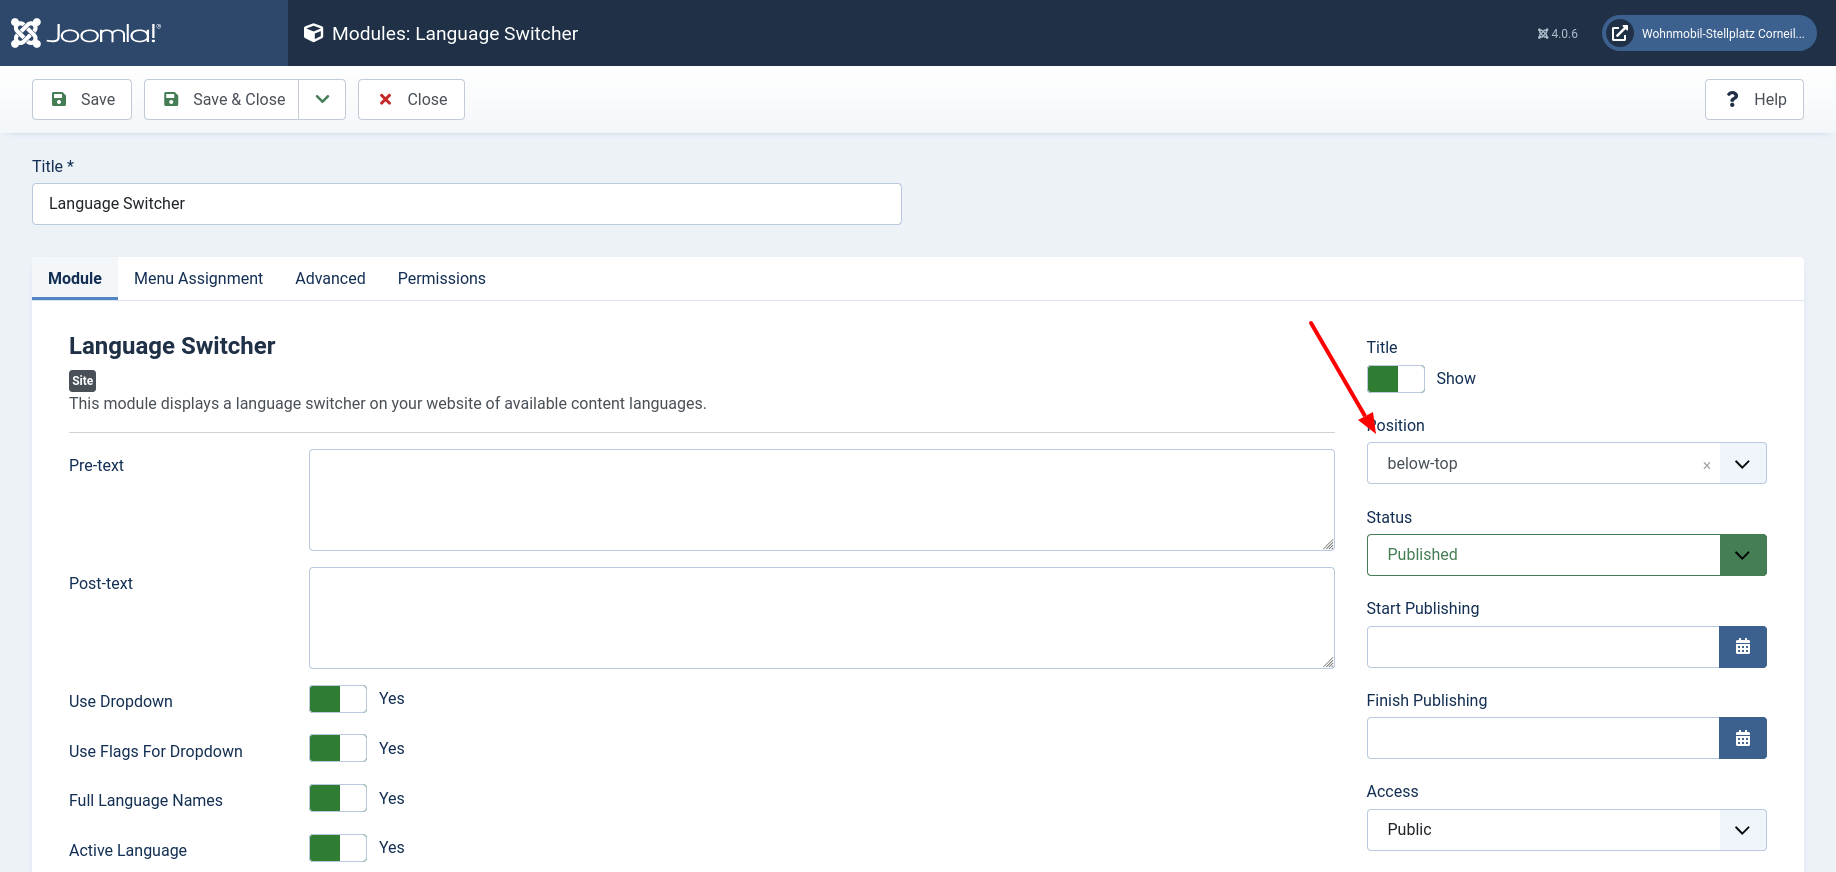 Joomla!®
Modules: Language Switcher
4.0.6
Wohnmobil-Stellplatz Corneil...
Save
Save & Close
Close
? Help
Title *
Language Switcher
Module
Menu Assignment
Advanced
Permissions
Language Switcher
Site
This module displays a language switcher on your website of available content languages.
Pre-text
Post-text
Use Dropdown
Yes
Use Flags For Dropdown
Yes
Full Language Names
Yes
Active Language
Yes
Title
Show
Position
below-top ×
Status
Published
Start Publishing
Finish Publishing
Access
Public